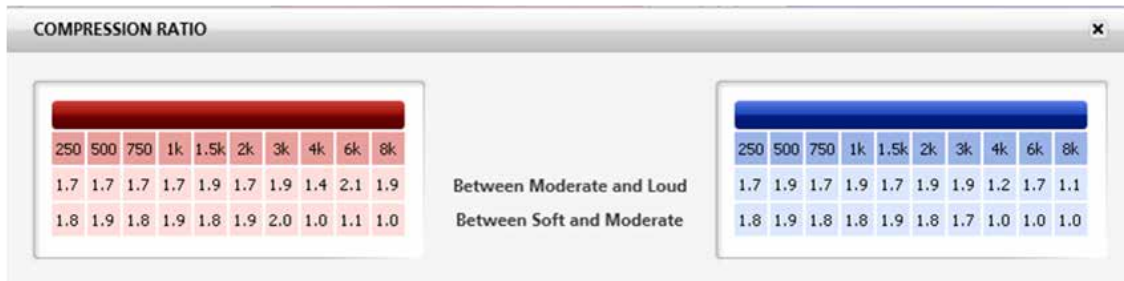 COMPRESSION RATIO x
250 500 750 1k 1.5k 2k 3k 4k 6k 8k 250 500 750 1k 1.5k 2k 3k 4k 6k 8k
1.7 1.7 1.7 1.7 1.9 1.7 1.9 1.4 2.1 1.9 Between Moderate and Loud 1.7 1.9 1.7 1.9 1.7 1.9 1.9 1.2 1.7 1.1
1.8 1.9 1.8 1.9 1.8 1.9 2.0 1.0 1.1 1.0 Between Soft and Moderate 1.8 1.9 1.8 1.8 1.9 1.8 1.7 1.0 1.0 1.0